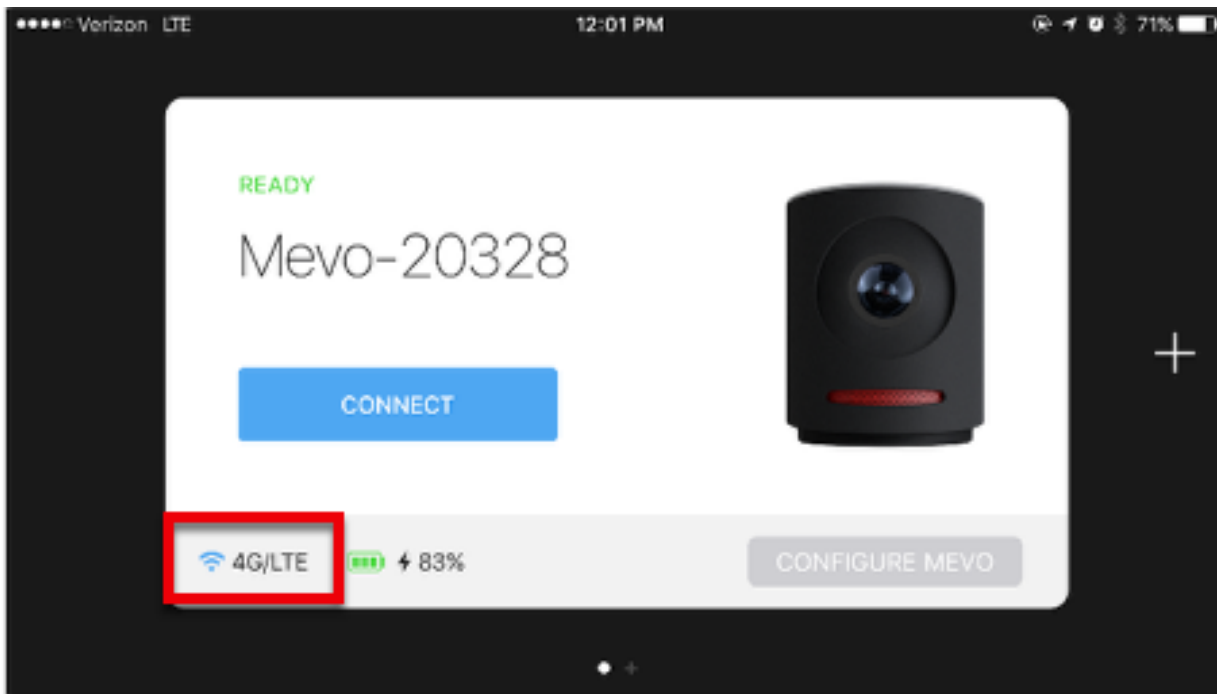 Verizon LTE 12:01 PM 71%
READY
Mevo-20328
CONNECT
4G/LTE 83% CONFIGURE MEVO